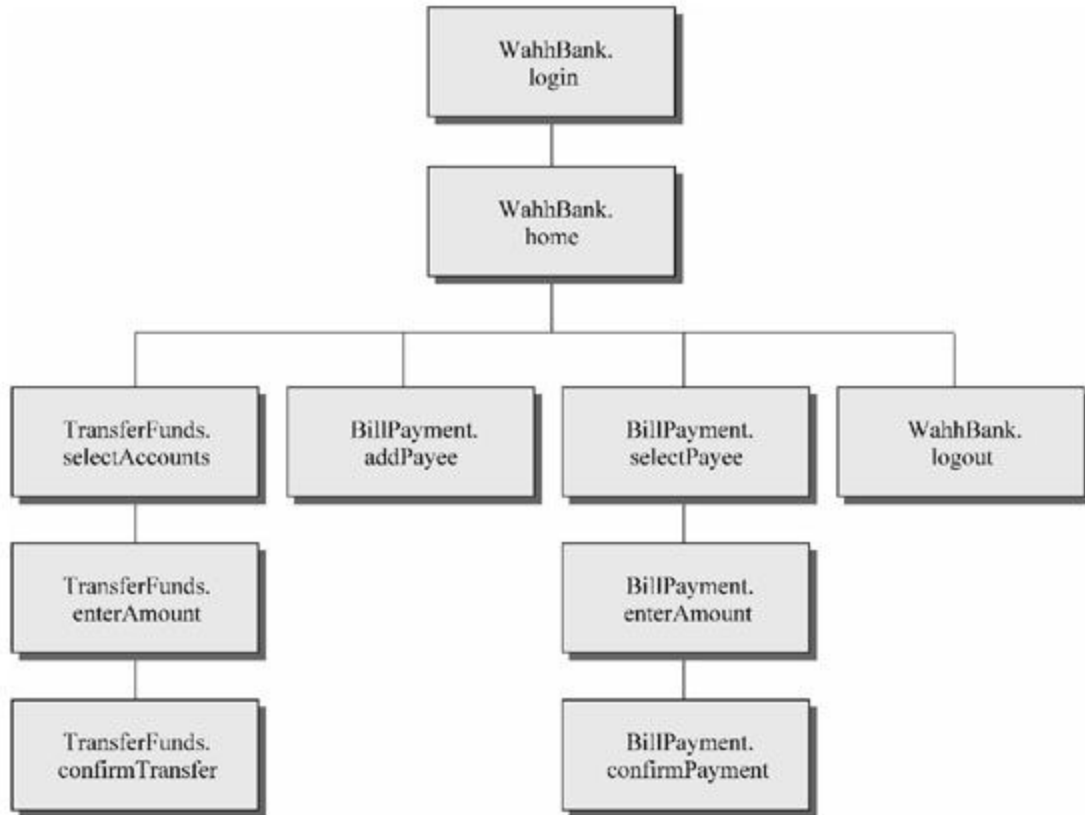 WahhBank.
login
WahhBank.
home
TransferFunds.
selectAccounts
BillPayment.
addPayee
BillPayment.
selectPayee
WahhBank.
logout
TransferFunds.
enterAmount
BillPayment.
enterAmount
TransferFunds.
confirmTransfer
BillPayment.
confirmPayment